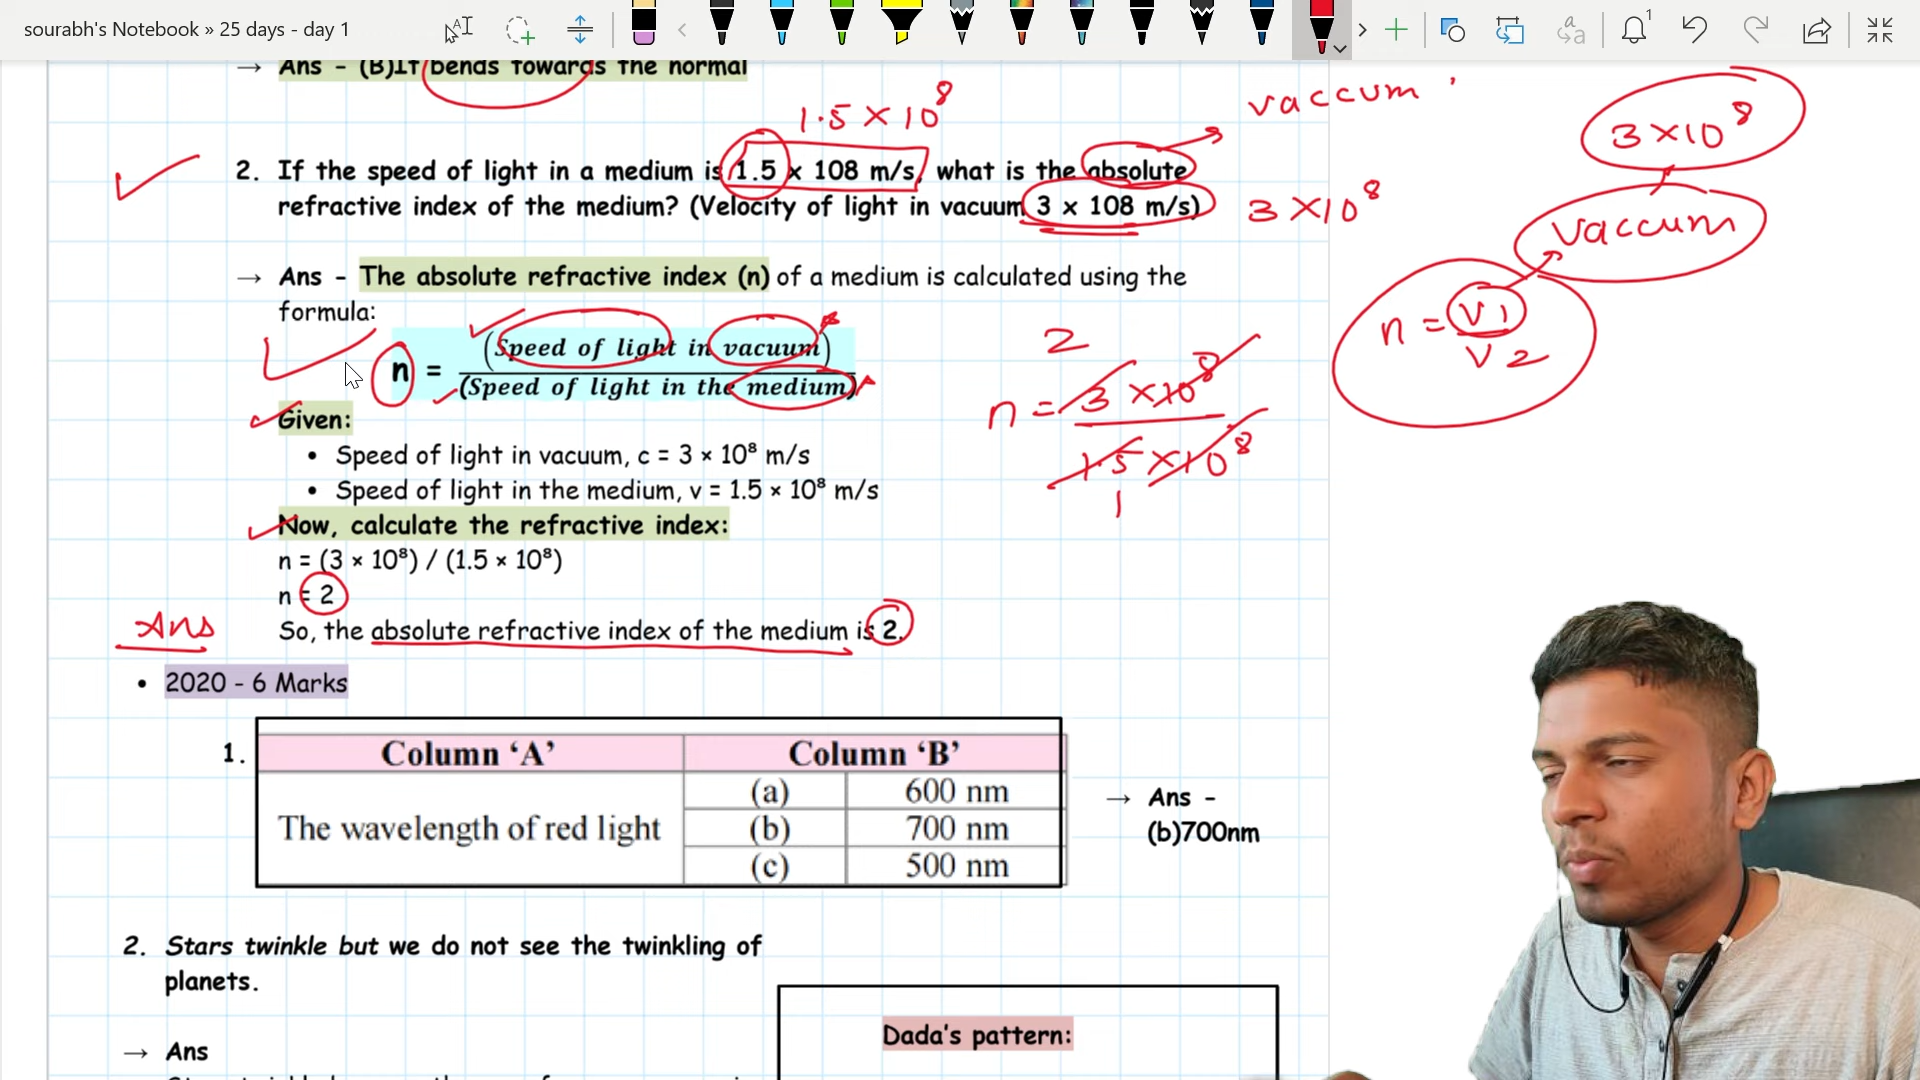 sourabh's Notebook » 25 days - day 1
→ Ans - (B)It bends towards the normal
1.5 × 10⁸
vaccum
3 × 10⁸
2. If the speed of light in a medium is 1.5 x 108 m/s, what is the absolute
refractive index of the medium? (Velocity of light in vacuum 3 x 108 m/s)
3 × 10⁸
vaccum
→ Ans - The absolute refractive index (n) of a medium is calculated using the
formula:
n = (Speed of light in vacuum)
(Speed of light in the medium)
2
n = 3 × 10⁸
1.5 × 10⁸
1
n = v1
v2
Given:
• Speed of light in vacuum, c = 3 × 10⁸ m/s
• Speed of light in the medium, v = 1.5 × 10⁸ m/s
Now, calculate the refractive index:
n = (3 × 10⁸) / (1.5 × 10⁸)
n = 2
Ans
So, the absolute refractive index of the medium is 2.
• 2020 - 6 Marks
1.
Column ‘A’ Column ‘B’
The wavelength of red light
(a) 600 nm
(b) 700 nm
(c) 500 nm
→ Ans -
(b)700nm
2. Stars twinkle but we do not see the twinkling of
planets.
→ Ans
Dada's pattern: